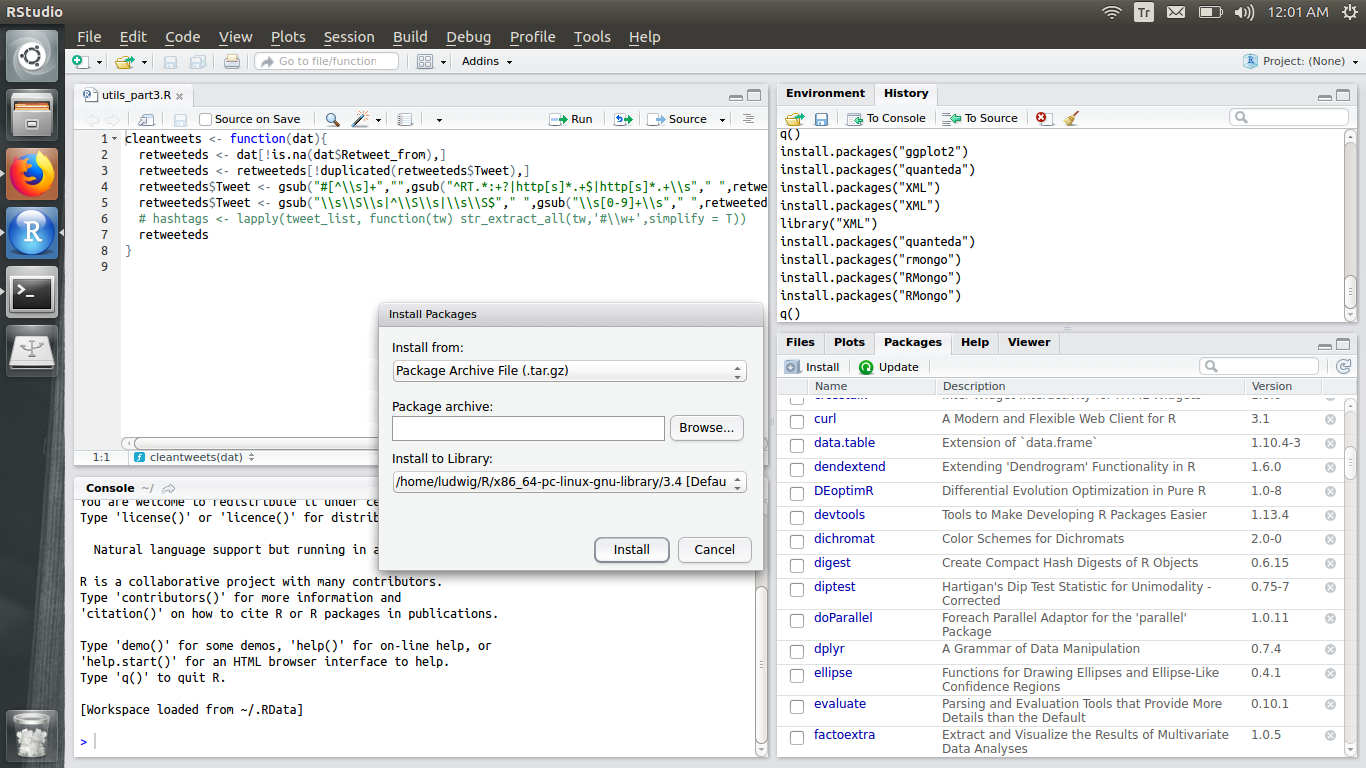 RStudio
Tr
12:01 AM
File Edit Code View Plots Session Build Debug Profile Tools Help
Go to file/function
Addins
Project: (None)
utils_part3.R
Source on Save
Run
Source
1 cleantweets <- function(dat){
2 retweeteds <- dat[!is.na(dat$Retweet_from),]
3 retweeteds <- retweeteds[!duplicated(retweeteds$Tweet),]
4 retweeteds$Tweet <- gsub("#[^\\s]+","",gsub("^RT.*:+?|http[s]*.+$|http[s]*.+\\s"," ",retwe
5 retweeteds$Tweet <- gsub("\\s\\S\\s|^\\S\\s|\\s\\S$"," ",gsub("\\s[0-9]+\\s"," ",retweeted
6 # hashtags <- lapply(tweet_list, function(tw) str_extract_all(tw,'#\\w+',simplify = T))
7 retweeteds
8 }
9
1:1
cleantweets(dat)
Console ~/
You are welcome to redistribute it under ce
Type 'license()' or 'licence()' for distrib
Natural language support but running in a
R is a collaborative project with many contributors.
Type 'contributors()' for more information and
'citation()' on how to cite R or R packages in publications.
Type 'demo()' for some demos, 'help()' for on-line help, or
'help.start()' for an HTML browser interface to help.
Type 'q()' to quit R.
[Workspace loaded from ~/.RData]
>
Install Packages
Install from:
Package Archive File (.tar.gz)
Package archive:
Browse...
Install to Library:
/home/ludwig/R/x86_64-pc-linux-gnu-library/3.4 [Defau
Install Cancel
Environment History
To Console To Source
q()
install.packages("ggplot2")
install.packages("quanteda")
install.packages("XML")
install.packages("XML")
library("XML")
install.packages("quanteda")
install.packages("rmongo")
install.packages("RMongo")
install.packages("RMongo")
q()
Files Plots Packages Help Viewer
Install Update
Name Description Version
curl A Modern and Flexible Web Client for R 3.1
data.table Extension of `data.frame` 1.10.4-3
dendextend Extending 'Dendrogram' Functionality in R 1.6.0
DEoptimR Differential Evolution Optimization in Pure R 1.0-8
devtools Tools to Make Developing R Packages Easier 1.13.4
dichromat Color Schemes for Dichromats 2.0-0
digest Create Compact Hash Digests of R Objects 0.6.15
diptest Hartigan's Dip Test Statistic for Unimodality - 0.75-7
Corrected
doParallel Foreach Parallel Adaptor for the 'parallel' 1.0.11
Package
dplyr A Grammar of Data Manipulation 0.7.4
ellipse Functions for Drawing Ellipses and Ellipse-Like 0.4.1
Confidence Regions
evaluate Parsing and Evaluation Tools that Provide More 0.10.1
Details than the Default
factoextra Extract and Visualize the Results of Multivariate 1.0.5
Data Analyses